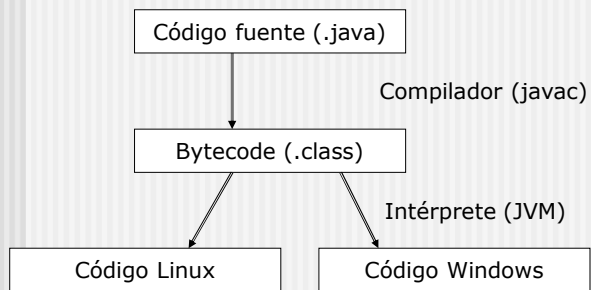 Código fuente (.java)
Compilador (javac)
Bytecode (.class)
Intérprete (JVM)
Código Linux
Código Windows